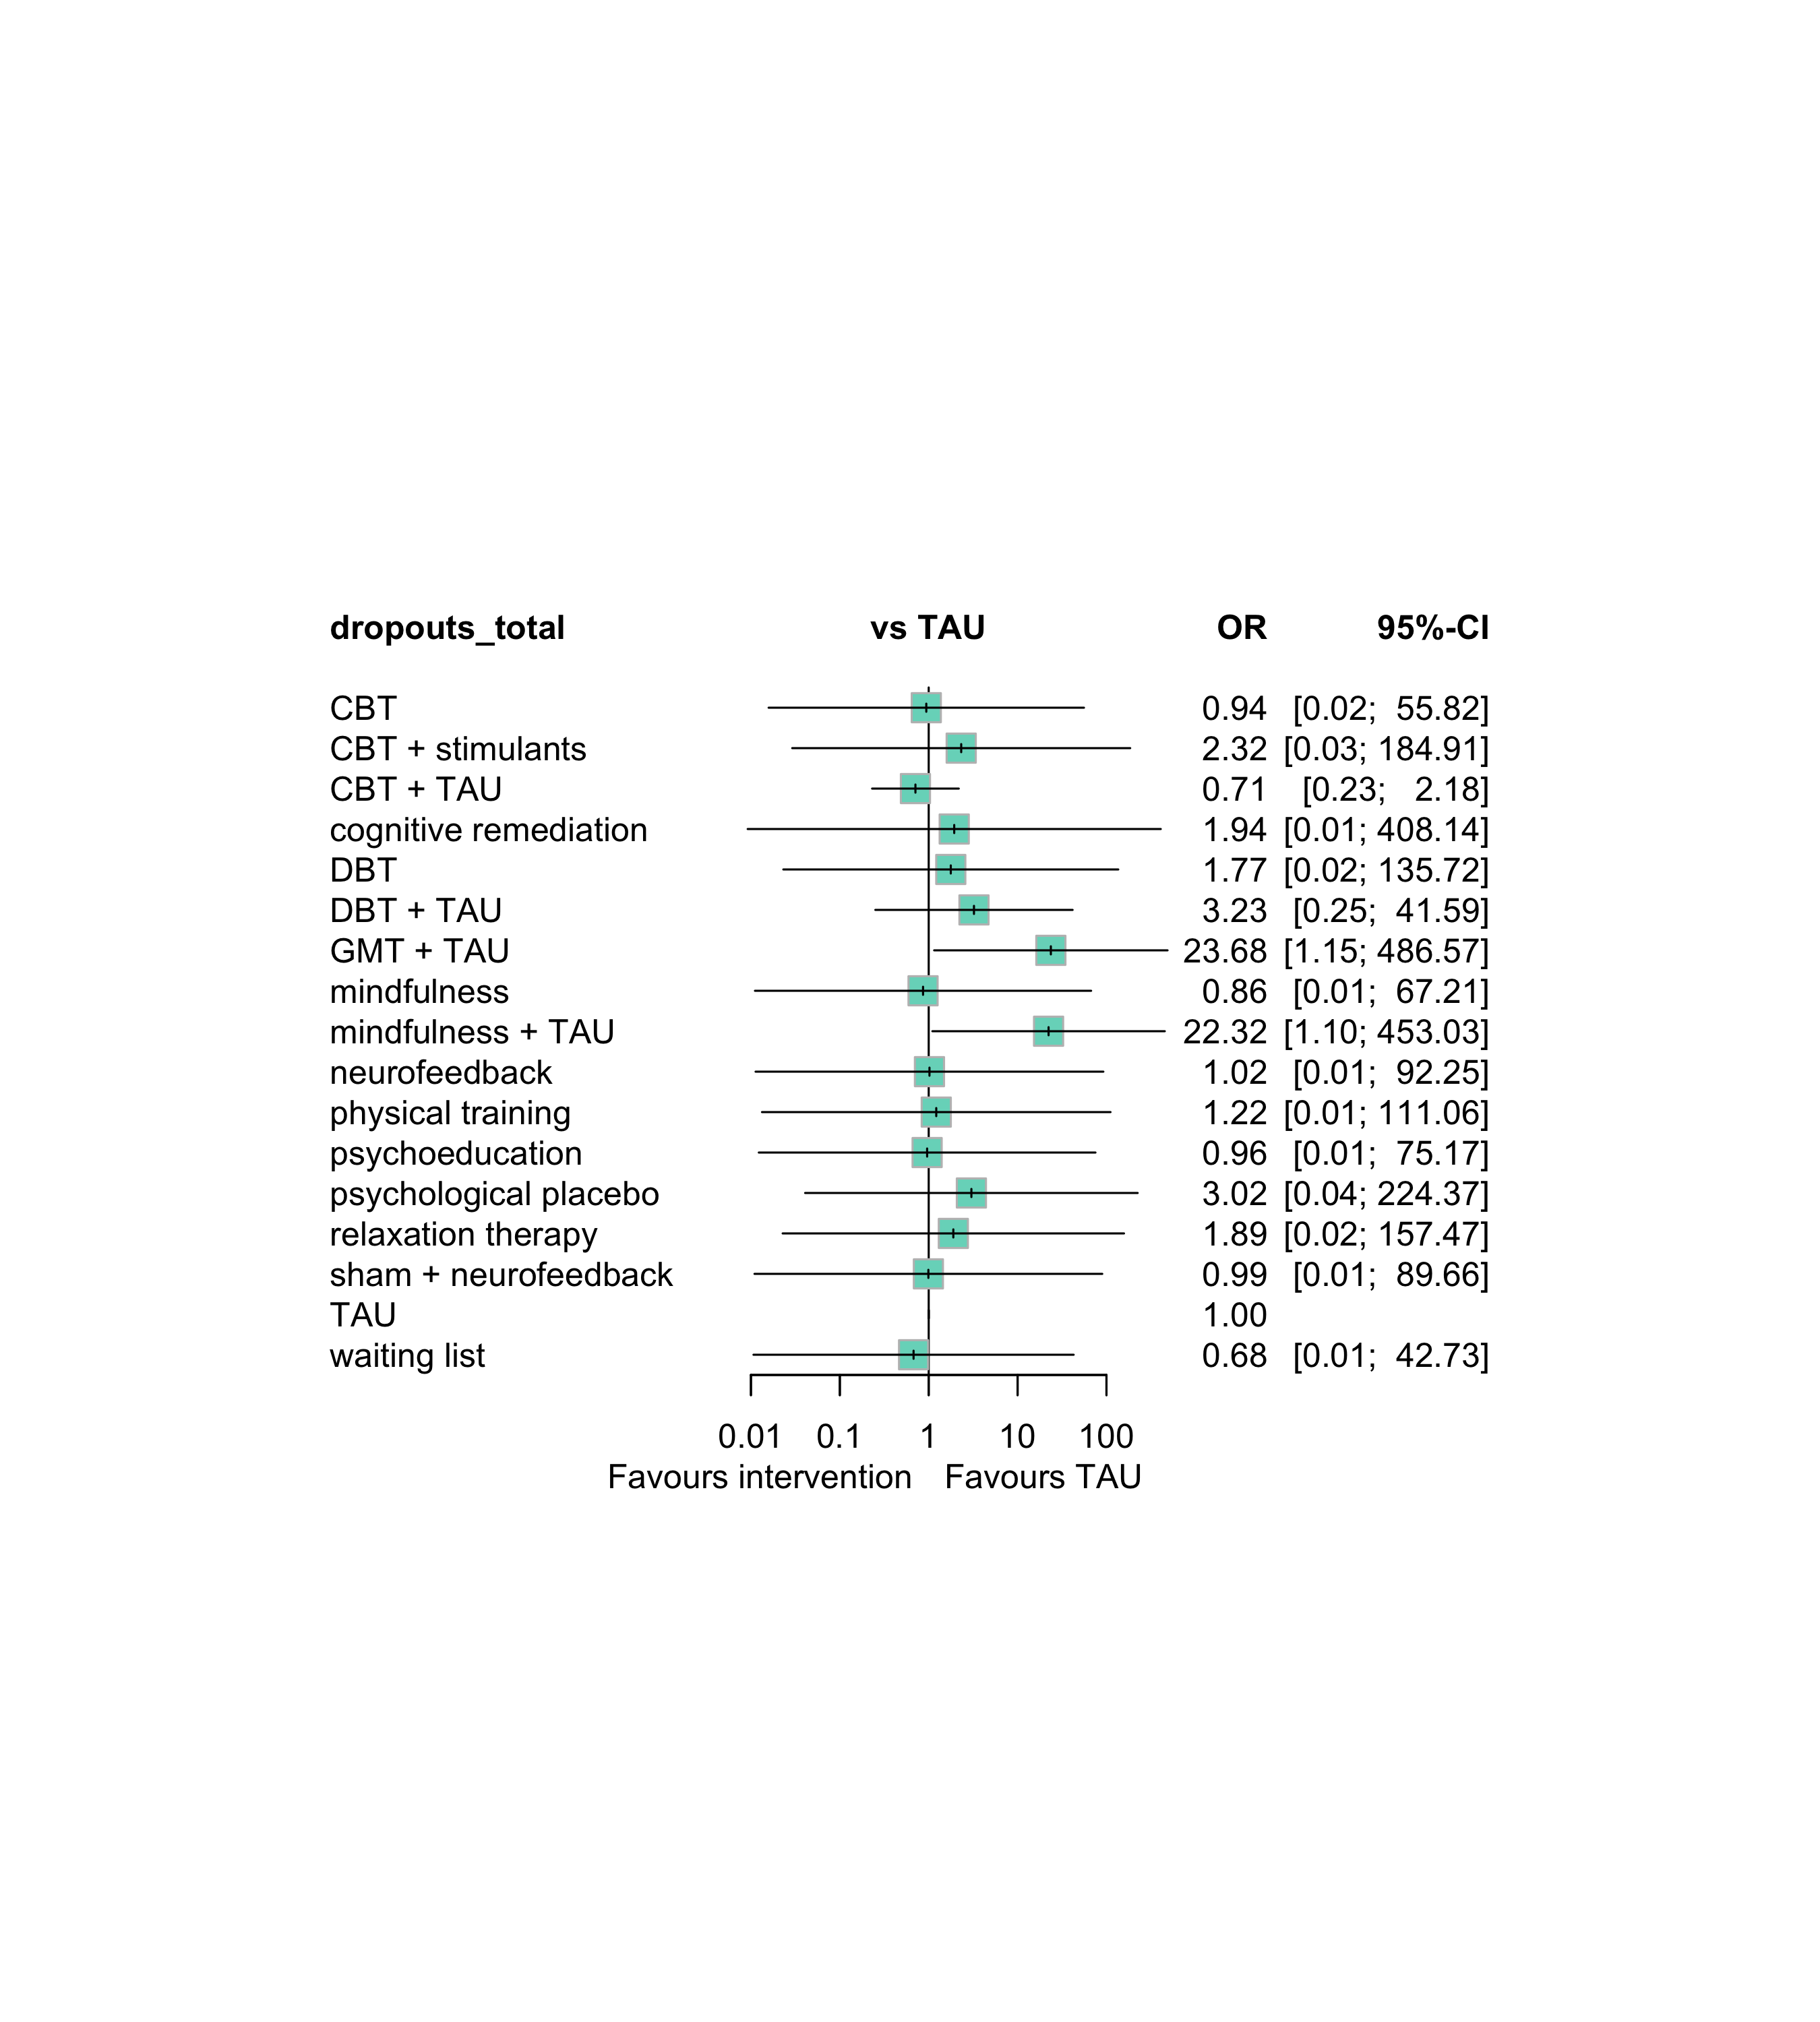 dropouts_total vs TAU OR 95%-CI
CBT 0.94 [0.02; 55.82]
CBT + stimulants 2.32 [0.03; 184.91]
CBT + TAU 0.71 [0.23; 2.18]
cognitive remediation 1.94 [0.01; 408.14]
DBT 1.77 [0.02; 135.72]
DBT + TAU 3.23 [0.25; 41.59]
GMT + TAU 23.68 [1.15; 486.57]
mindfulness 0.86 [0.01; 67.21]
mindfulness + TAU 22.32 [1.10; 453.03]
neurofeedback 1.02 [0.01; 92.25]
physical training 1.22 [0.01; 111.06]
psychoeducation 0.96 [0.01; 75.17]
psychological placebo 3.02 [0.04; 224.37]
relaxation therapy 1.89 [0.02; 157.47]
sham + neurofeedback 0.99 [0.01; 89.66]
TAU 1.00
waiting list 0.68 [0.01; 42.73]
0.01 0.1 1 10 100
Favours intervention Favours TAU